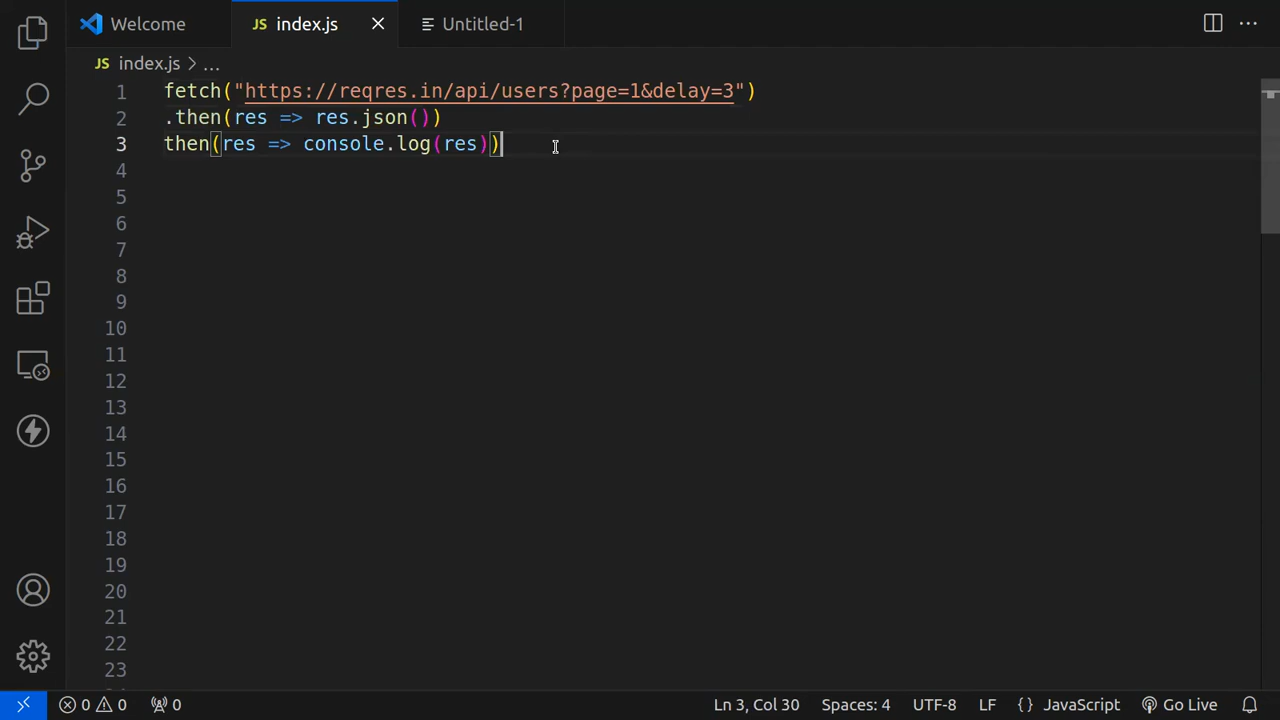 Welcome
JS index.js
Untitled-1
JS index.js > ...
1 fetch("https://reqres.in/api/users?page=1&delay=3")
2 .then(res => res.json())
3 then(res => console.log(res))
4
5
6
7
8
9
10
11
12
13
14
15
16
17
18
19
20
21
22
23
0 0 0 Ln 3, Col 30 Spaces: 4 UTF-8 LF {} JavaScript Go Live